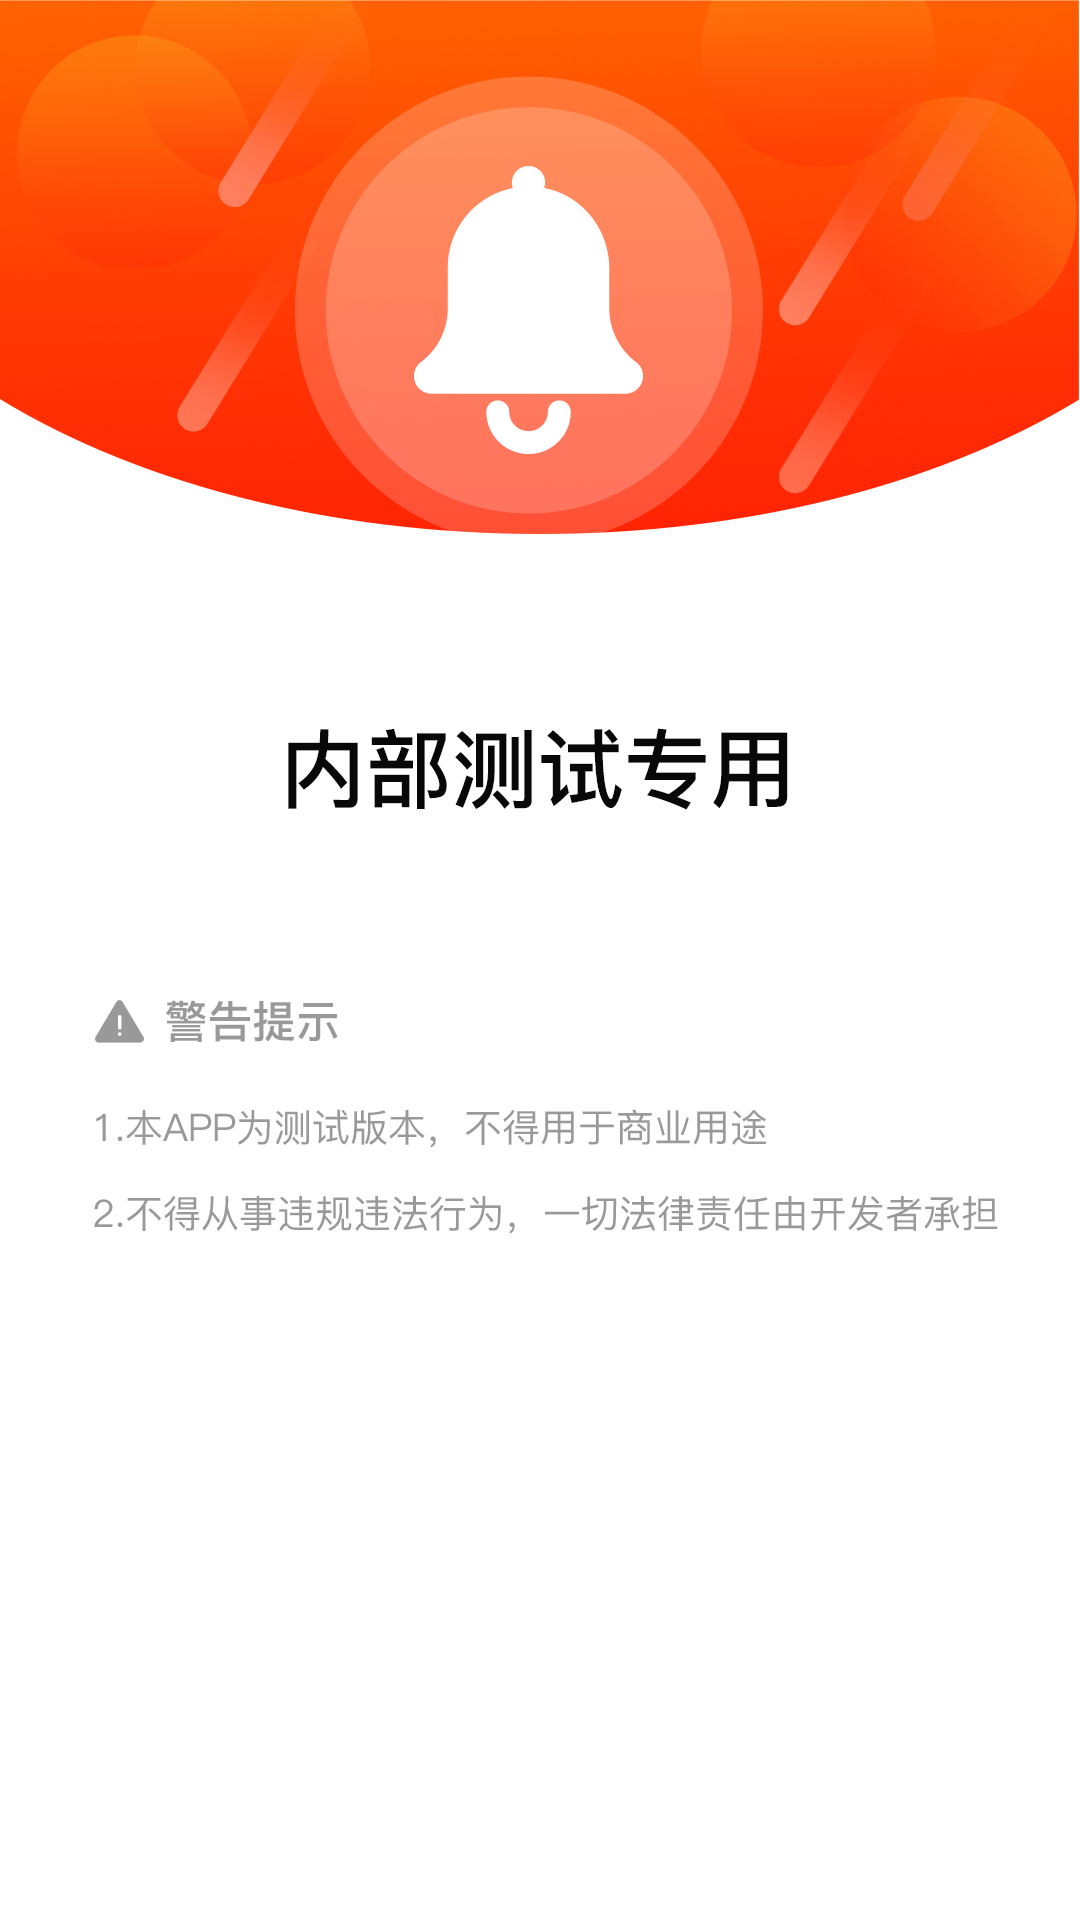 内部测试专用
警告提示
1.本APP为测试版本，不得用于商业用途
2.不得从事违规违法行为，一切法律责任由开发者承担